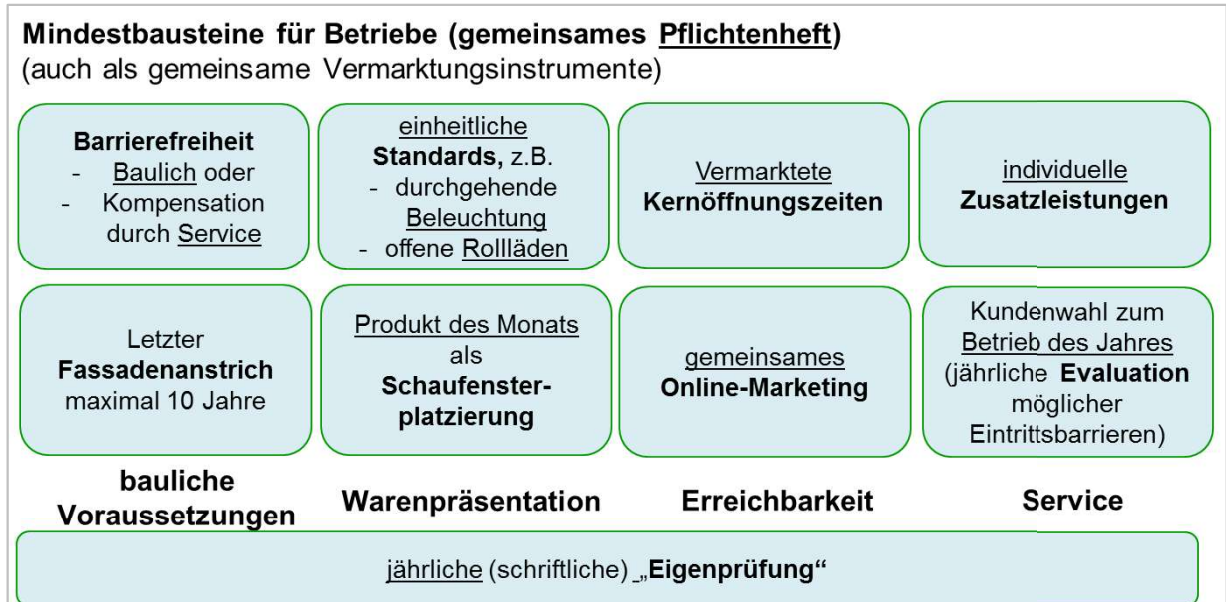 Mindestbausteine für Betriebe (gemeinsames Pflichtenheft)
(auch als gemeinsame Vermarktungsinstrumente)
Barrierefreiheit
- Baulich oder
- Kompensation
durch Service
einheitliche
Standards, z.B.
- durchgehende
Beleuchtung
- offene Rollläden
Vermarktete
Kernöffnungszeiten
individuelle
Zusatzleistungen
Letzter
Fassadenanstrich
maximal 10 Jahre
Produkt des Monats
als
Schaufenster-
platzierung
gemeinsames
Online-Marketing
Kundenwahl zum
Betrieb des Jahres
(jährliche Evaluation
möglicher
Eintrittsbarrieren)
bauliche
Voraussetzungen
Warenpräsentation
Erreichbarkeit
Service
jährliche (schriftliche) „Eigenprüfung“